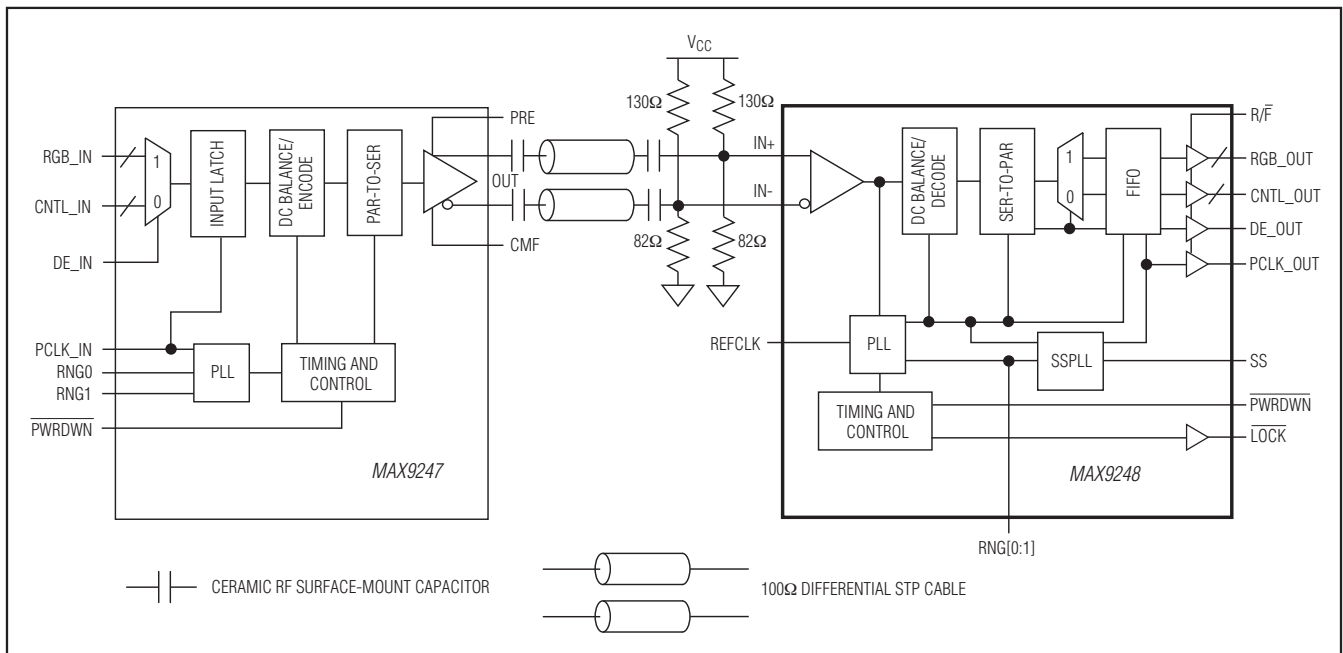 VCC
130Ω
130Ω
PRE
RGB_IN
1
INPUT LATCH
DC BALANCE/
ENCODE
PAR-TO-SER
OUT
CNTL_IN
0
CMF
DE_IN
82Ω
82Ω
PCLK_IN
RNG0
RNG1
PLL
TIMING AND
CONTROL
PWRDWN
MAX9247
IN+
IN-
DC BALANCE/
DECODE
SER-TO-PAR
1
0
FIFO
R/F
RGB_OUT
CNTL_OUT
DE_OUT
PCLK_OUT
REFCLK
PLL
SSPLL
SS
TIMING AND
CONTROL
PWRDWN
LOCK
MAX9248
RNG[0:1]
CERAMIC RF SURFACE-MOUNT CAPACITOR
100Ω DIFFERENTIAL STP CABLE